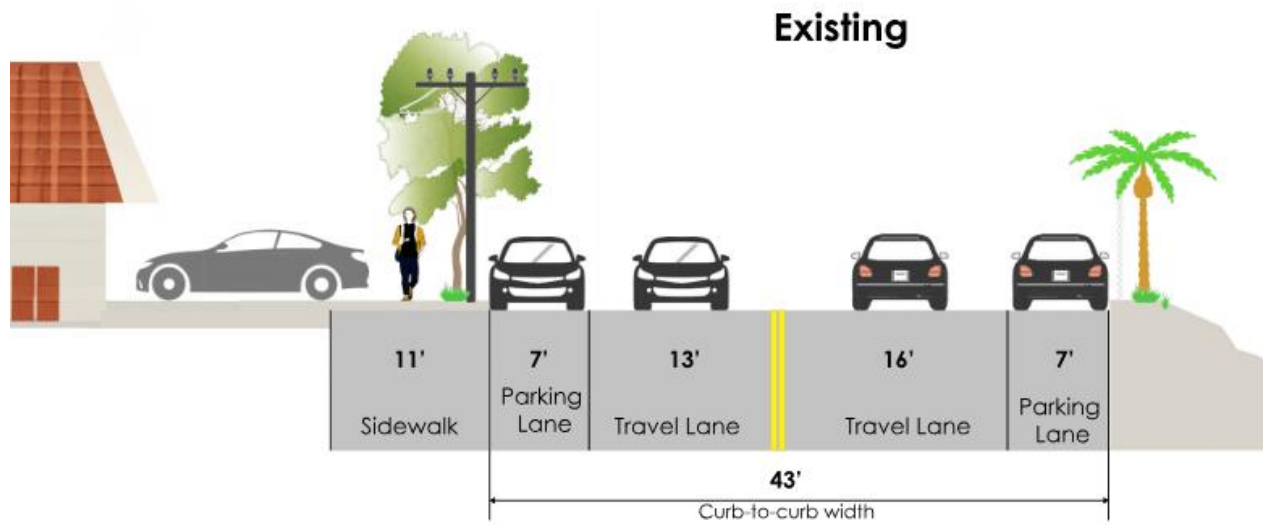 Existing
11'
Sidewalk
7'
Parking
Lane
13'
Travel Lane
16'
Travel Lane
7'
Parking
Lane
43'
Curb-to-curb width